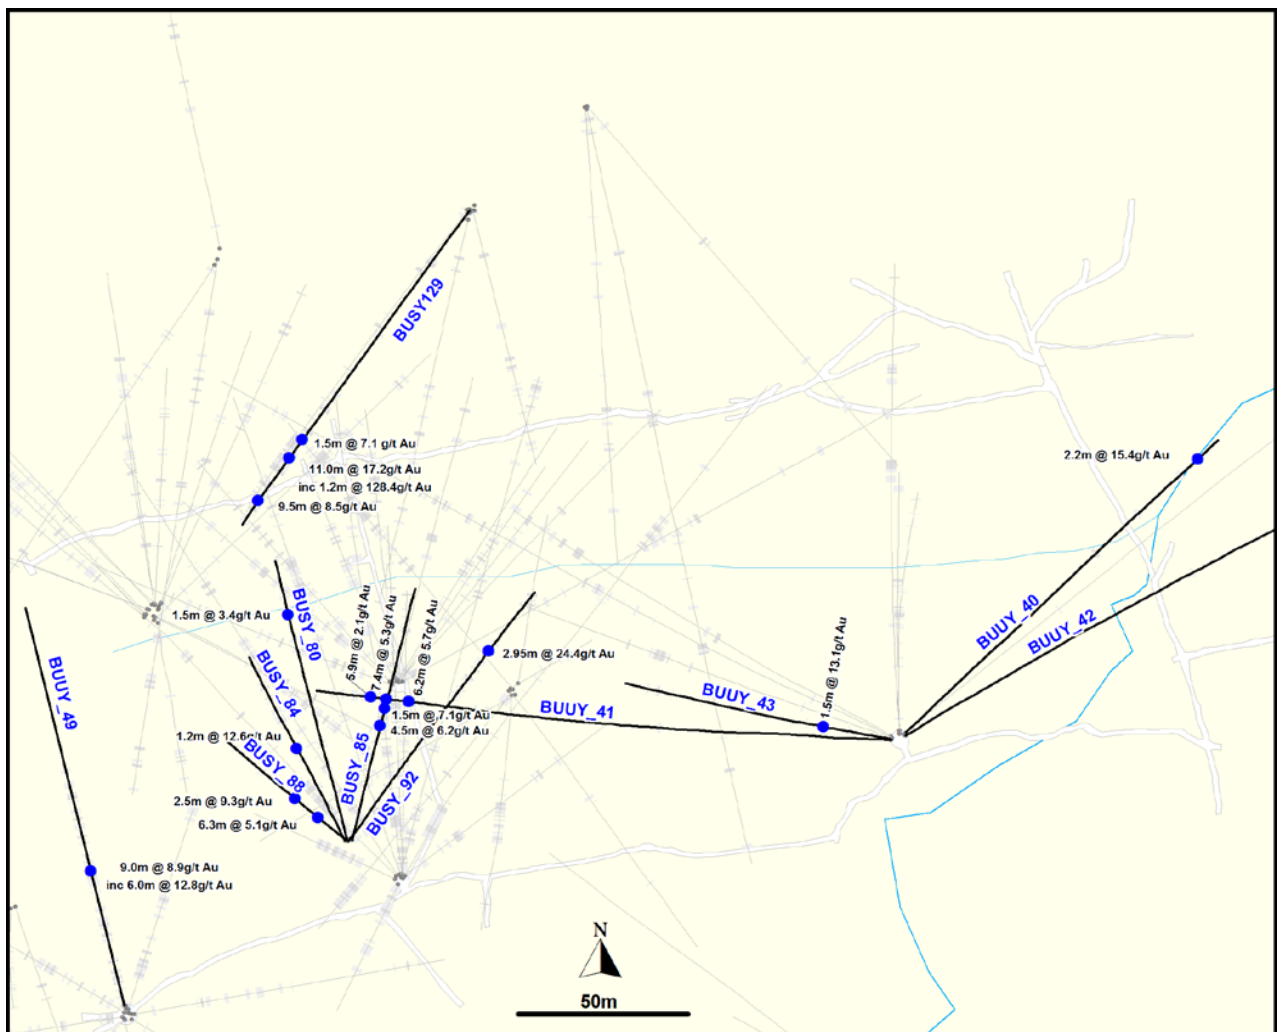 BUSY129
1.5m @ 7.1 g/t Au
11.0m @ 17.2g/t Au
inc 1.2m @ 128.4g/t Au
9.5m @ 8.5g/t Au
2.2m @ 15.4g/t Au
BUUY_40
BUUY_42
1.5m @ 3.4g/t Au
BUSY_80
5.9m @ 2.1g/t Au
7.4m @ 5.3g/t Au
6.2m @ 5.7g/t Au
2.95m @ 24.4g/t Au
BUUY_49
BUSY_84
BUUY_43
1.5m @ 13.1g/t Au
BUUY_41
1.5m @ 7.1g/t Au
4.5m @ 6.2g/t Au
1.2m @ 12.6g/t Au
BUSY_88
BUSY_85
BUSY_92
2.5m @ 9.3g/t Au
6.3m @ 5.1g/t Au
9.0m @ 8.9g/t Au
inc 6.0m @ 12.8g/t Au
N
50m